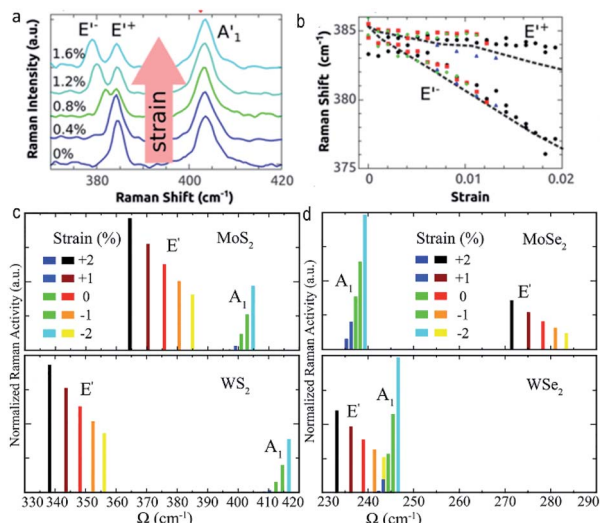 a
E'- E'+ A'1
1.6%
1.2%
0.8%
0.4%
0%
strain
Raman Intensity (a.u.)
380 400 420
Raman Shift (cm-1)
b
E'+
E'-
385
380
375
Raman Shift (cm-1)
0 0.01 0.02
Strain
c
Strain (%)
+2
+1
0
-1
-2
MoS2
E'
A1
WS2
E'
A1
Normalized Raman Activity (a.u.)
330 340 350 360 370 380 390 400 410
Ω (cm-1)
d
Strain (%)
+2
+1
0
-1
-2
MoSe2
A1
E'
WSe2
E'
A1
Normalized Raman Activity (a.u.)
230 240 250 260 270 280 290
Ω (cm-1)